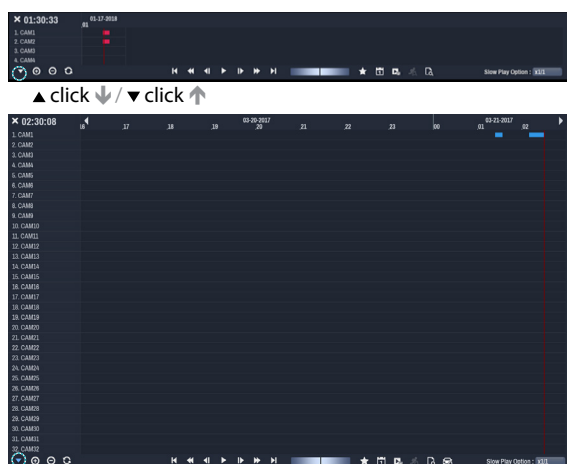 ✕ 01:30:33 01-17-2018
01
1. CAM1
2. CAM2
3. CAM3
4. CAM4
Slow Play Option : x1/1
▲ click ↓ / ▼ click ↑
✕ 02:30:08 03-20-2017 03-21-2017
16 17 18 19 20 21 22 23 00 01 02
1. CAM1
2. CAM2
3. CAM3
4. CAM4
5. CAM5
6. CAM6
7. CAM7
8. CAM8
9. CAM9
10. CAM10
11. CAM11
12. CAM12
13. CAM13
14. CAM14
15. CAM15
16. CAM16
17. CAM17
18. CAM18
19. CAM19
20. CAM20
21. CAM21
22. CAM22
23. CAM23
24. CAM24
25. CAM25
26. CAM26
27. CAM27
28. CAM28
29. CAM29
30. CAM30
31. CAM31
32. CAM32
Slow Play Option : x1/1